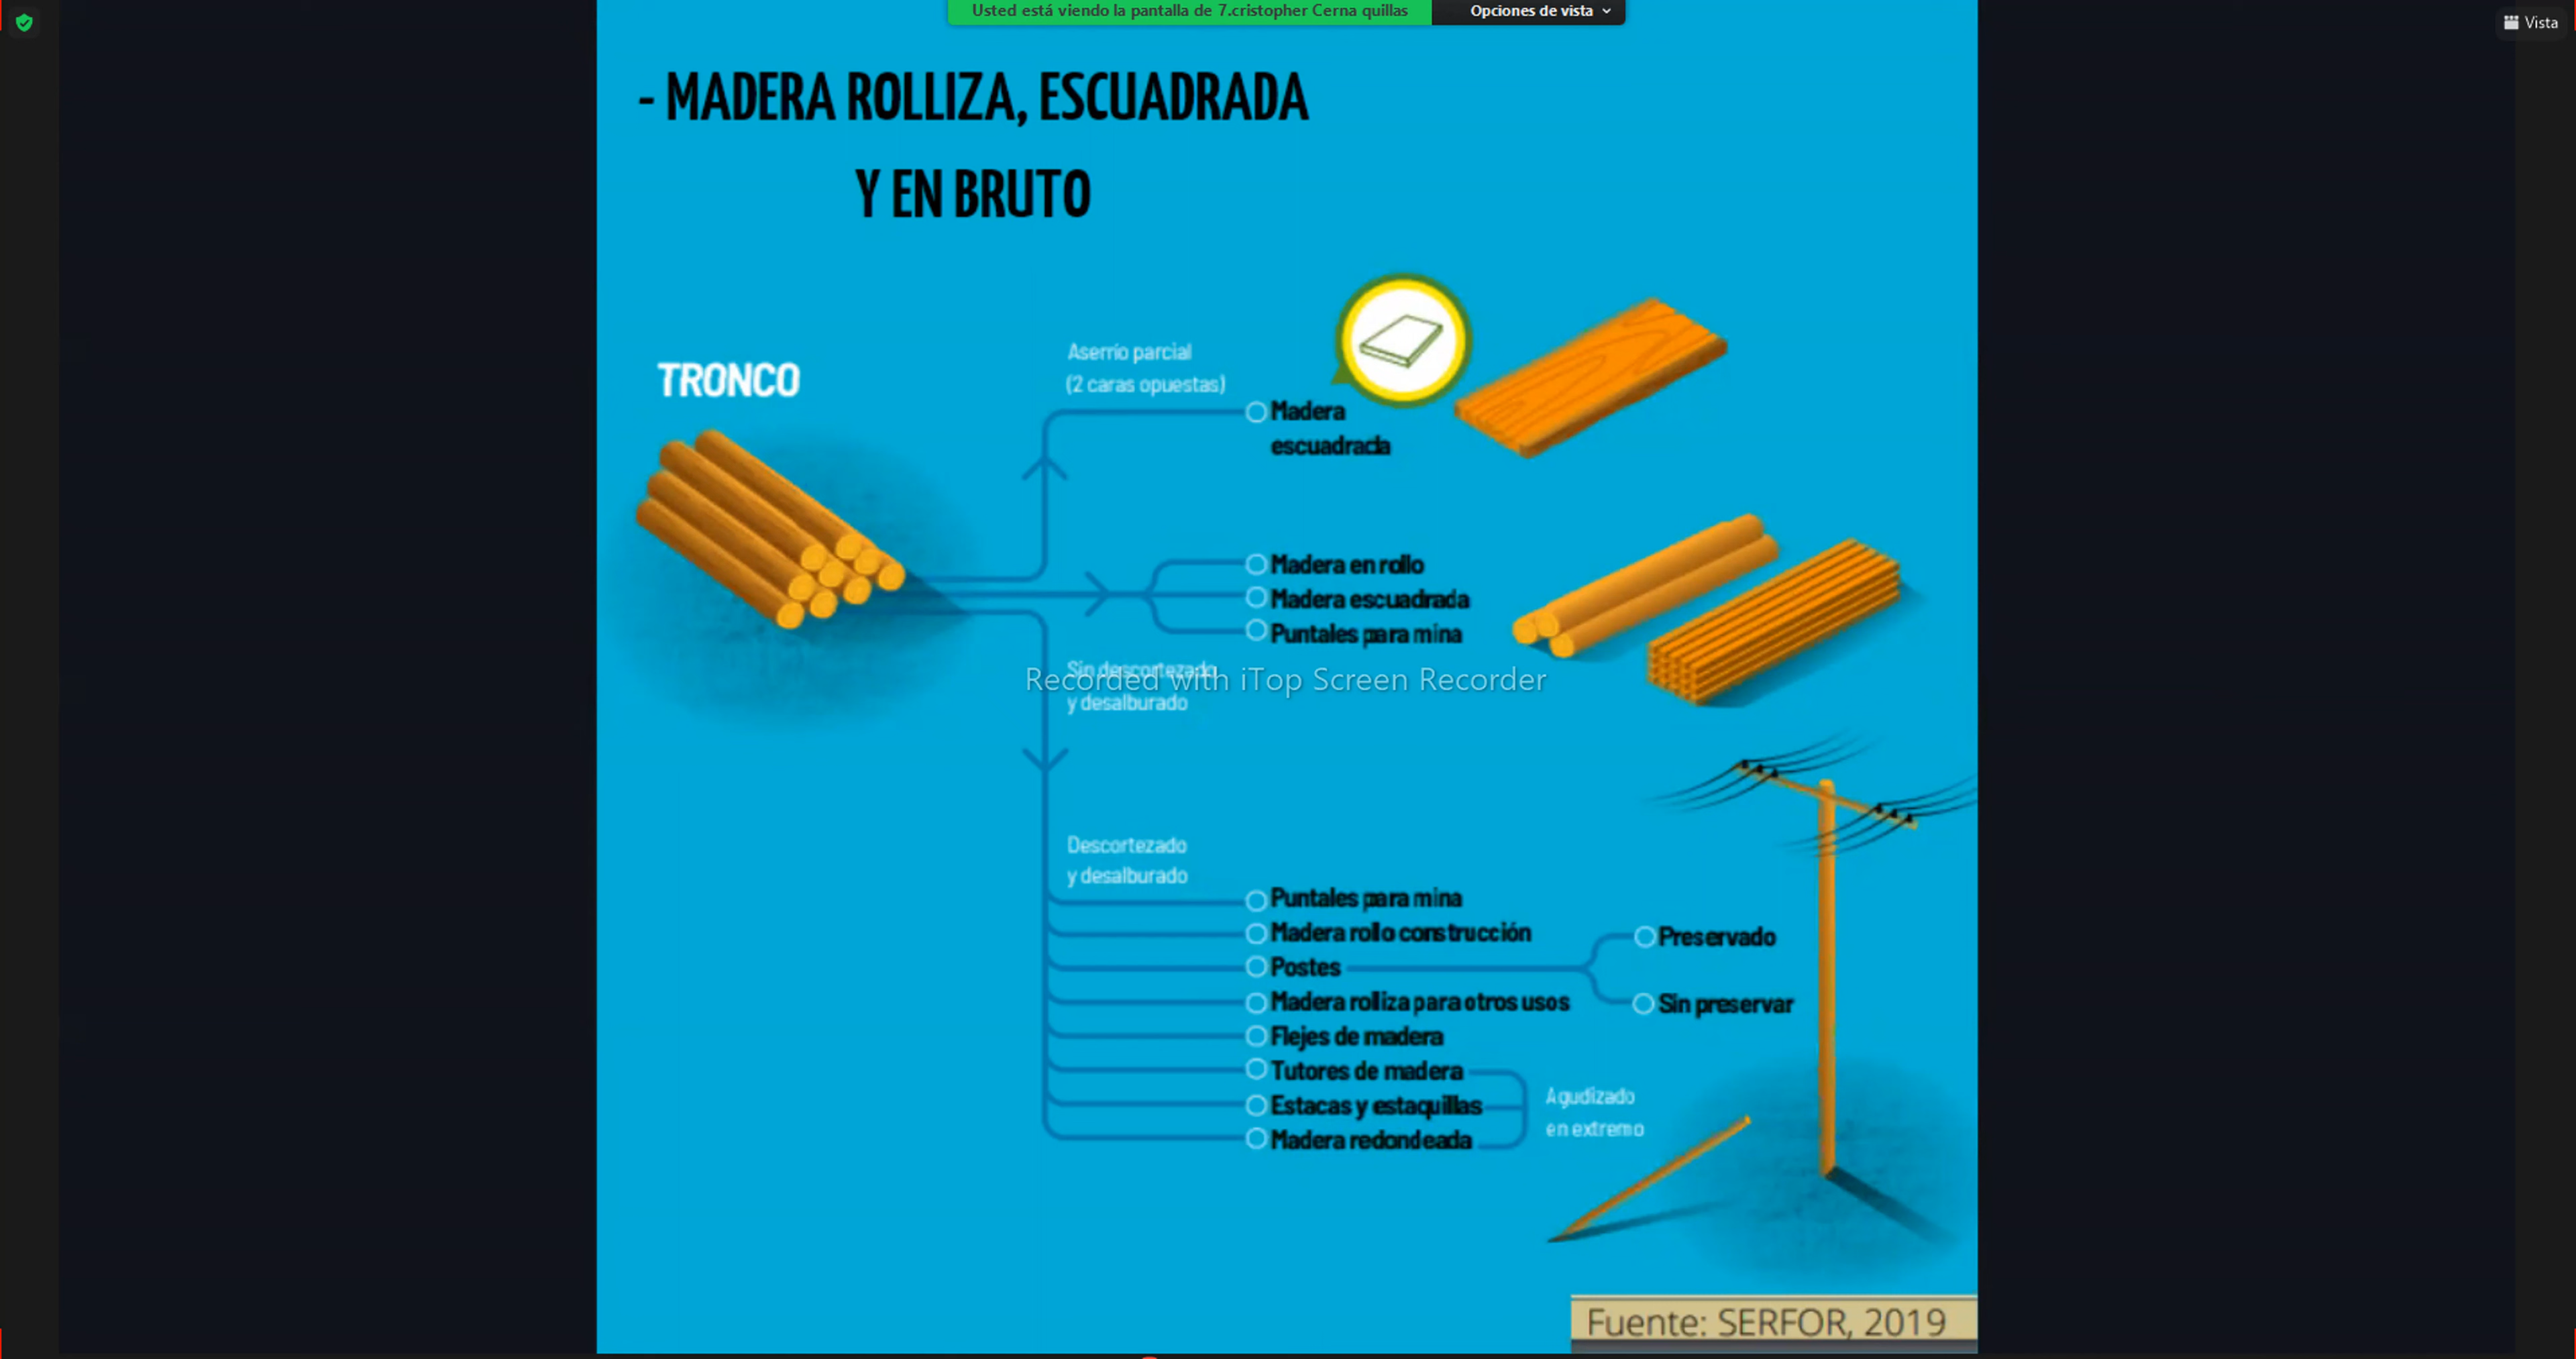 Usted está viendo la pantalla de 7.cristopher Cerna quillas
Opciones de vista
Vista
- MADERA ROLLIZA, ESCUADRADA
Y EN BRUTO
TRONCO
Aserrío parcial
(2 caras opuestas)
Madera
escuadrada
Madera en rollo
Madera escuadrada
Puntales para mina
Sin descortezado
y desalburado
Recorded with iTop Screen Recorder
Descortezado
y desalburado
Puntales para mina
Madera rollo construcción
Postes
Preservado
Sin preservar
Madera rolliza para otros usos
Flejes de madera
Tutores de madera
Estacas y estaquillas
Madera redondeada
Agudizado
en extremo
Fuente: SERFOR, 2019